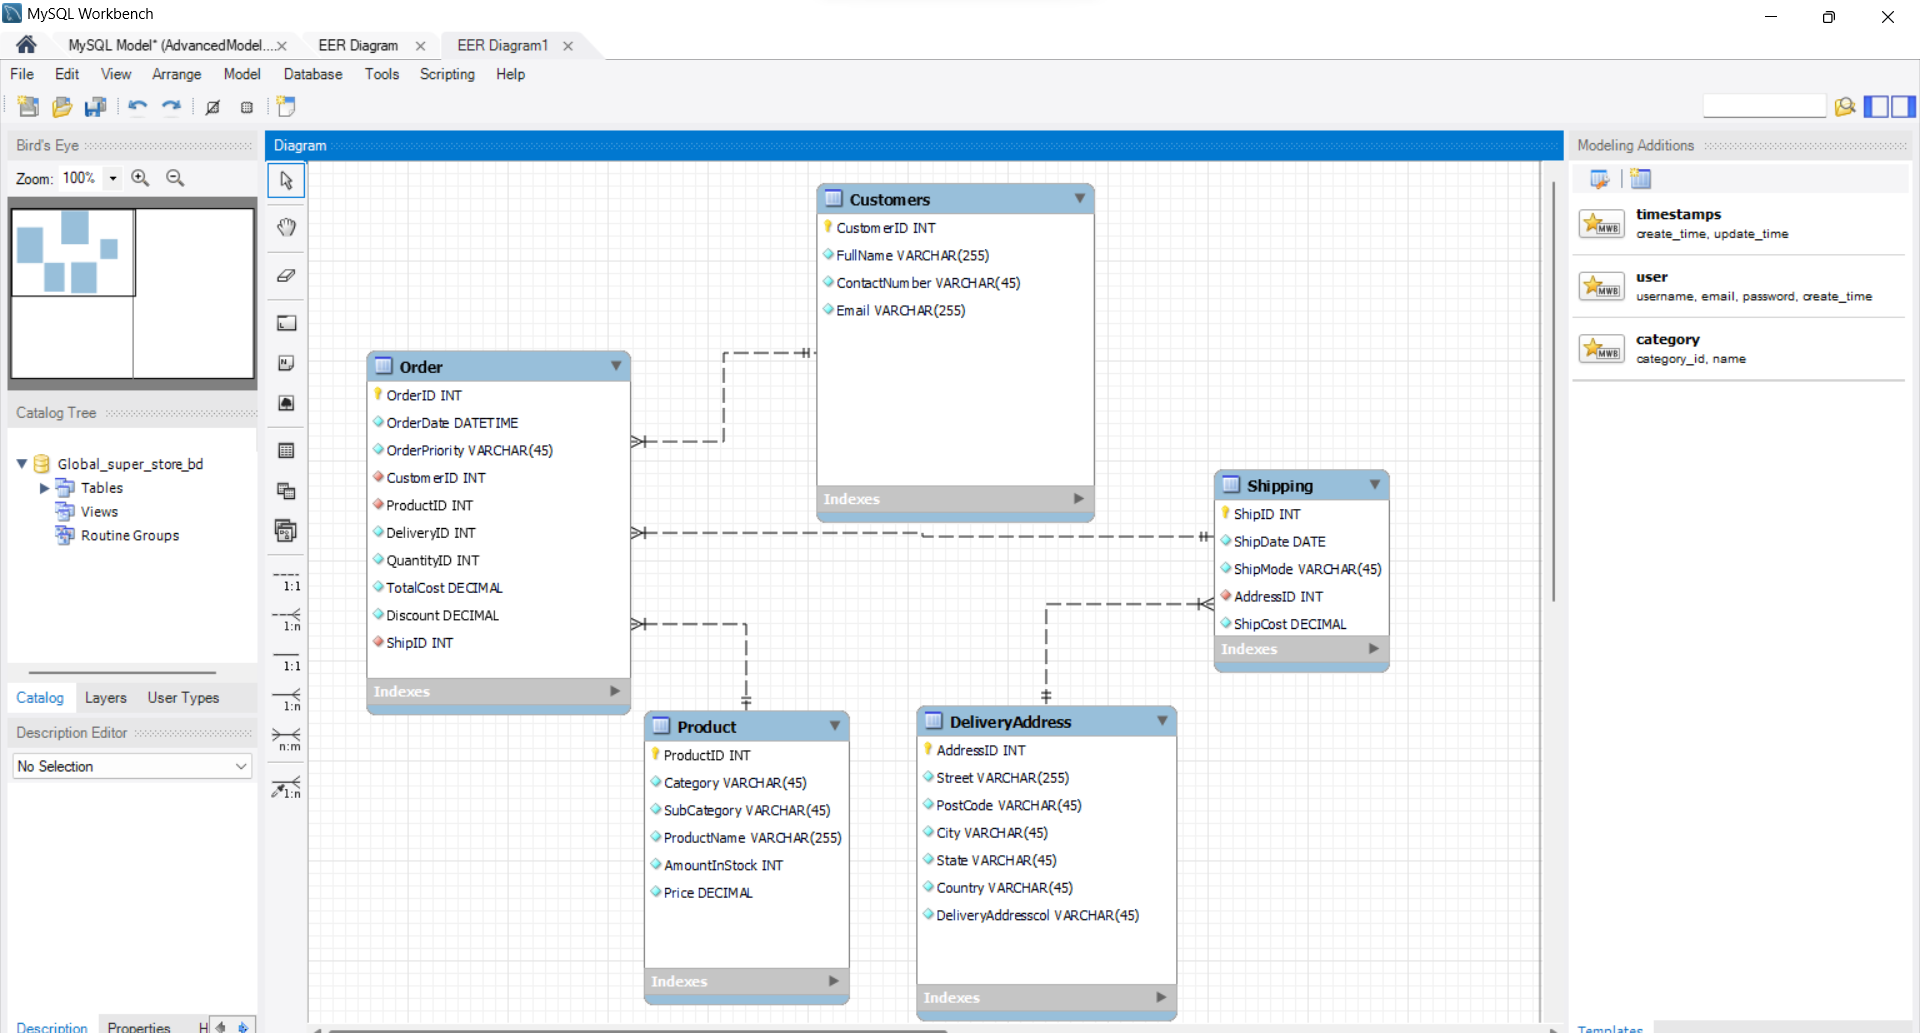 MySQL Workbench
MySQL Model* (AdvancedModel....
EER Diagram
EER Diagram1
File Edit View Arrange Model Database Tools Scripting Help
Bird's Eye
Zoom: 100%
Catalog Tree
Global_super_store_bd
Tables
Views
Routine Groups
Catalog Layers User Types
Description Editor
No Selection
Description Properties H
Diagram
1:1
1:n
1:1
1:n
n:m
1:n
Customers
CustomerID INT
FullName VARCHAR(255)
ContactNumber VARCHAR(45)
Email VARCHAR(255)
Indexes
Order
OrderID INT
OrderDate DATETIME
OrderPriority VARCHAR(45)
CustomerID INT
ProductID INT
DeliveryID INT
QuantityID INT
TotalCost DECIMAL
Discount DECIMAL
ShipID INT
Indexes
Shipping
ShipID INT
ShipDate DATE
ShipMode VARCHAR(45)
AddressID INT
ShipCost DECIMAL
Indexes
Product
ProductID INT
Category VARCHAR(45)
SubCategory VARCHAR(45)
ProductName VARCHAR(255)
AmountInStock INT
Price DECIMAL
Indexes
DeliveryAddress
AddressID INT
Street VARCHAR(255)
PostCode VARCHAR(45)
City VARCHAR(45)
State VARCHAR(45)
Country VARCHAR(45)
DeliveryAddresscol VARCHAR(45)
Indexes
Modeling Additions
MWB
timestamps
create_time, update_time
MWB
user
username, email, password, create_time
MWB
category
category_id, name
Templates